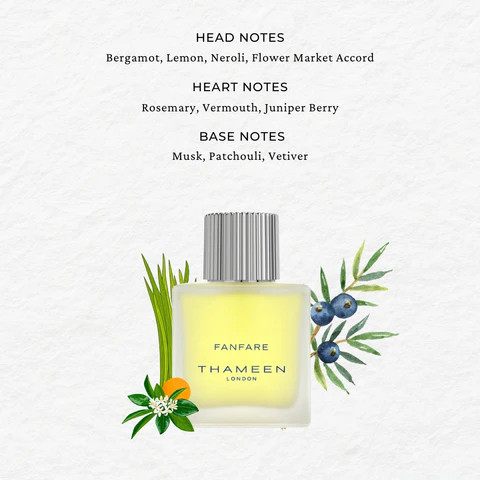 HEAD NOTES
Bergamot, Lemon, Neroli, Flower Market Accord
HEART NOTES
Rosemary, Vermouth, Juniper Berry
BASE NOTES
Musk, Patchouli, Vetiver
FANFARE
THAMEEN
LONDON